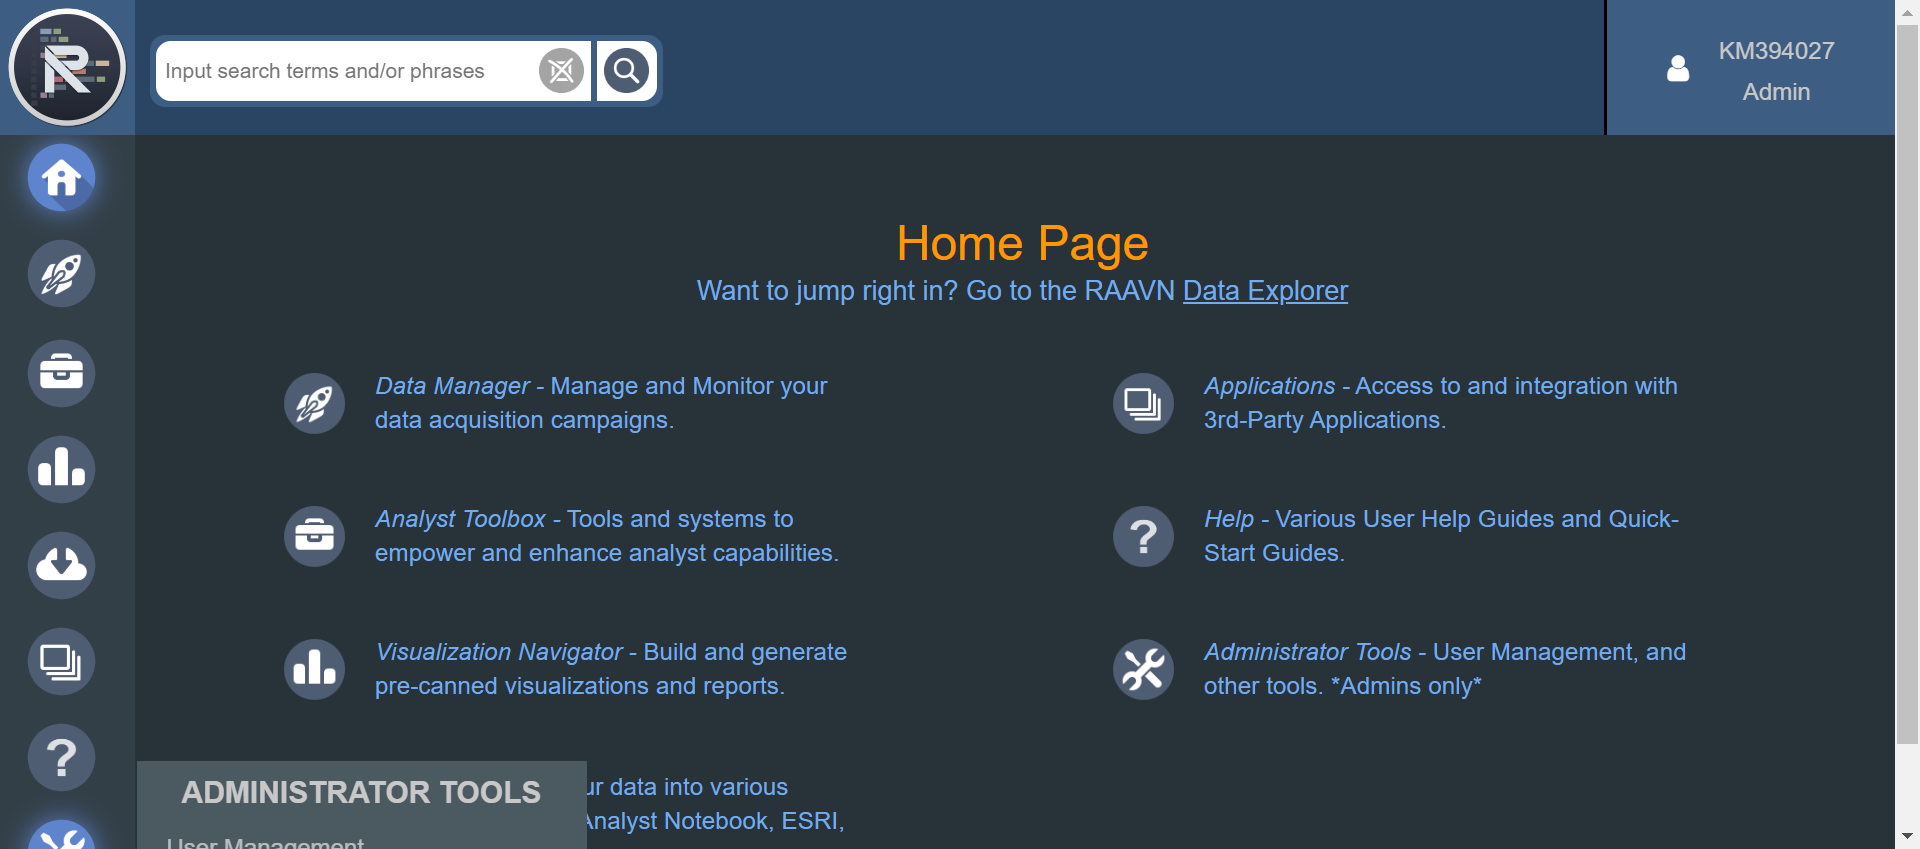 R
Input search terms and/or phrases
KM394027
Admin
Home Page
Want to jump right in? Go to the RAAVN Data Explorer
Data Manager - Manage and Monitor your
data acquisition campaigns.
Applications - Access to and integration with
3rd-Party Applications.
Analyst Toolbox - Tools and systems to
empower and enhance analyst capabilities.
?
Help - Various User Help Guides and Quick-
Start Guides.
Visualization Navigator - Build and generate
pre-canned visualizations and reports.
Administrator Tools - User Management, and
other tools. *Admins only*
?
ADMINISTRATOR TOOLS
User Management
data into various
Analyst Notebook, ESRI,